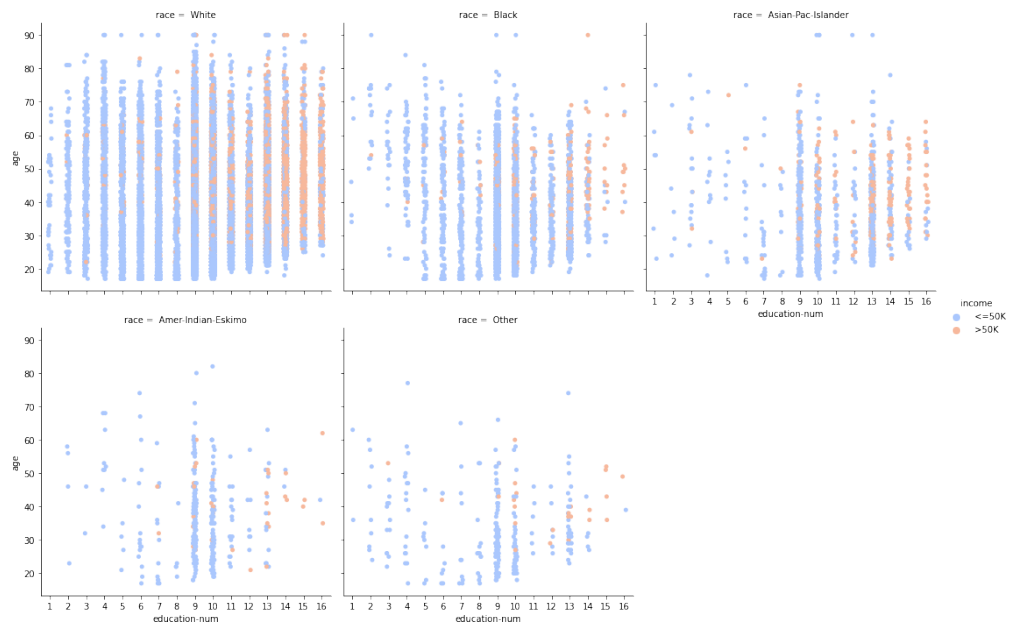 race = White
race = Black
race = Asian-Pac-Islander
90
80
70
60
50
40
30
20
age
1 2 3 4 5 6 7 8 9 10 11 12 13 14 15 16
education-num
income
<=50K
>50K
race = Amer-Indian-Eskimo
race = Other
90
80
70
60
50
40
30
20
age
1 2 3 4 5 6 7 8 9 10 11 12 13 14 15 16
1 2 3 4 5 6 7 8 9 10 11 12 13 14 15 16
education-num
education-num